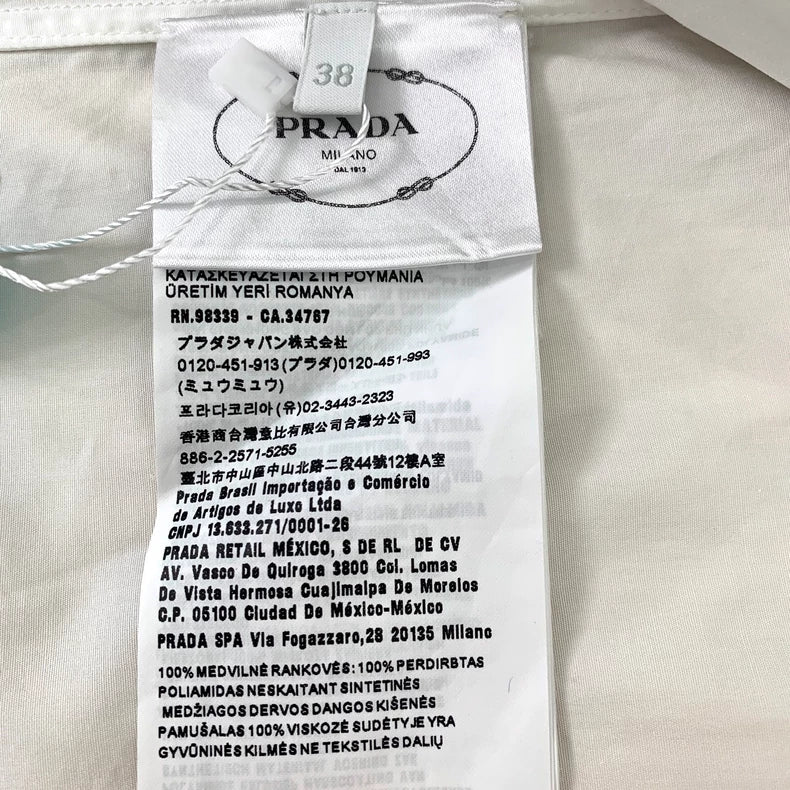 38
PRADA
MILANO
DAL 1913
ΚΑΤΑΣΚΕΥΑΖΕΤΑΙ ΣΤΗ ΡΟΥΜΑΝΙΑ
ÜRETİM YERİ ROMANYA
RN.98339 - CA.34767
プラダジャパン株式会社
0120-451-913(プラダ)0120-451-993
(ミュウミュウ)
프라다코리아(유)02-3443-2323
香港商台灣意比有限公司台灣分公司
886-2-2571-5255
臺北市中山區中山北路二段44號12樓A室
Prada Brasil Importação e Comércio
de Artigos de Luxo Ltda
CNPJ 13.633.271/0001-26
PRADA RETAIL MÉXICO, S DE RL DE CV
AV. Vasco De Quiroga 3800 Col. Lomas
De Vista Hermosa Cuajimalpa De Morelos
C.P. 05100 Ciudad De México-México
PRADA SPA Via Fogazzaro,28 20135 Milano
100% MEDVILNĖ RANKOVĖS: 100% PERDIRBTAS
POLIAMIDAS NESKAITANT SINTETINĖS
MEDŽIAGOS DERVOS DANGOS KIŠENĖS
PAMUŠALAS 100% VISKOZĖ SUDĖTYJE YRA
GYVŪNINĖS KILMĖS NE TEKSTILĖS DALIŲ